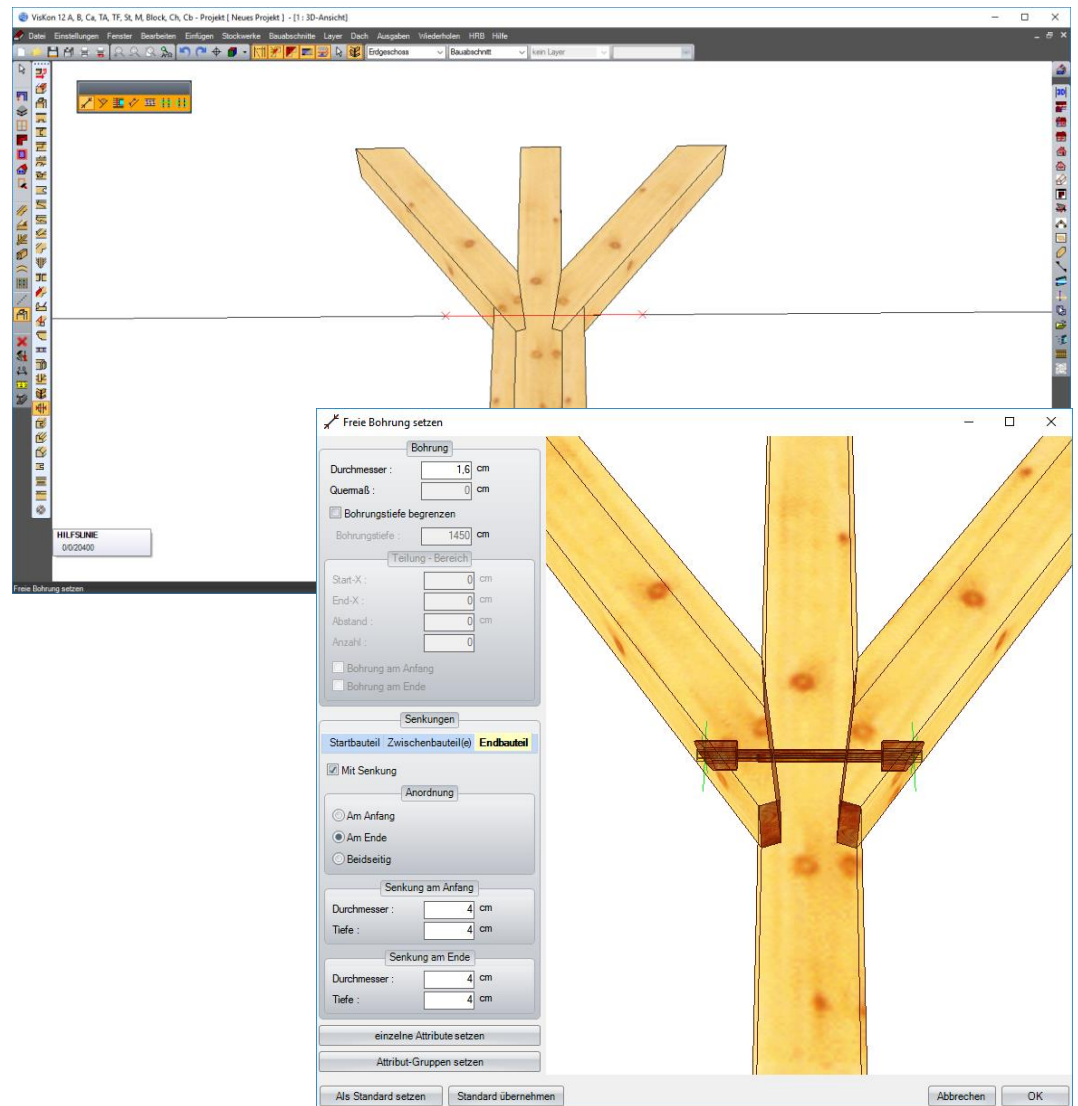 VisKon 12 A, B, Ca, TA, TF, St, M, Block, Ch, Cb - Projekt [ Neues Projekt ] - [1 : 3D-Ansicht]
Datei Einstellungen Fenster Bearbeiten Einfügen Stockwerke Bauabschnitte Layer Dach Ausgaben Wiederholen HRB Hilfe
Erdgeschoss Bauabschnitt kein Layer
3D
HILFSLINIE
0/0/20400
Freie Bohrung setzen
Freie Bohrung setzen
Bohrung
Durchmesser : 1,6 cm
Quermaß : 0 cm
Bohrungstiefe begrenzen
Bohrungstiefe : 1450 cm
Teilung - Bereich
Start-X : 0 cm
End-X : 0 cm
Abstand : 0 cm
Anzahl : 0
Bohrung am Anfang
Bohrung am Ende
Senkungen
Startbauteil Zwischenbauteil(e) Endbauteil
Mit Senkung
Anordnung
Am Anfang
Am Ende
Beidseitig
Senkung am Anfang
Durchmesser : 4 cm
Tiefe : 4 cm
Senkung am Ende
Durchmesser : 4 cm
Tiefe : 4 cm
einzelne Attribute setzen
Attribut-Gruppen setzen
Als Standard setzen Standard übernehmen Abbrechen OK